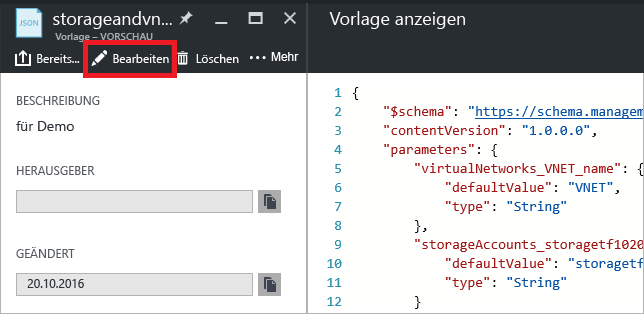 JSON
storageandvn...
Vorlage – VORSCHAU
Bereits...
Bearbeiten
Löschen
Mehr
BESCHREIBUNG
für Demo
HERAUSGEBER
GEÄNDERT
20.10.2016
Vorlage anzeigen
1 {
2 "$schema": "https://schema.managem
3 "contentVersion": "1.0.0.0",
4 "parameters": {
5 "virtualNetworks_VNET_name": {
6 "defaultValue": "VNET",
7 "type": "String"
8 },
9 "storageAccounts_storagetf1020
10 "defaultValue": "storagetf
11 "type": "String"
12 }